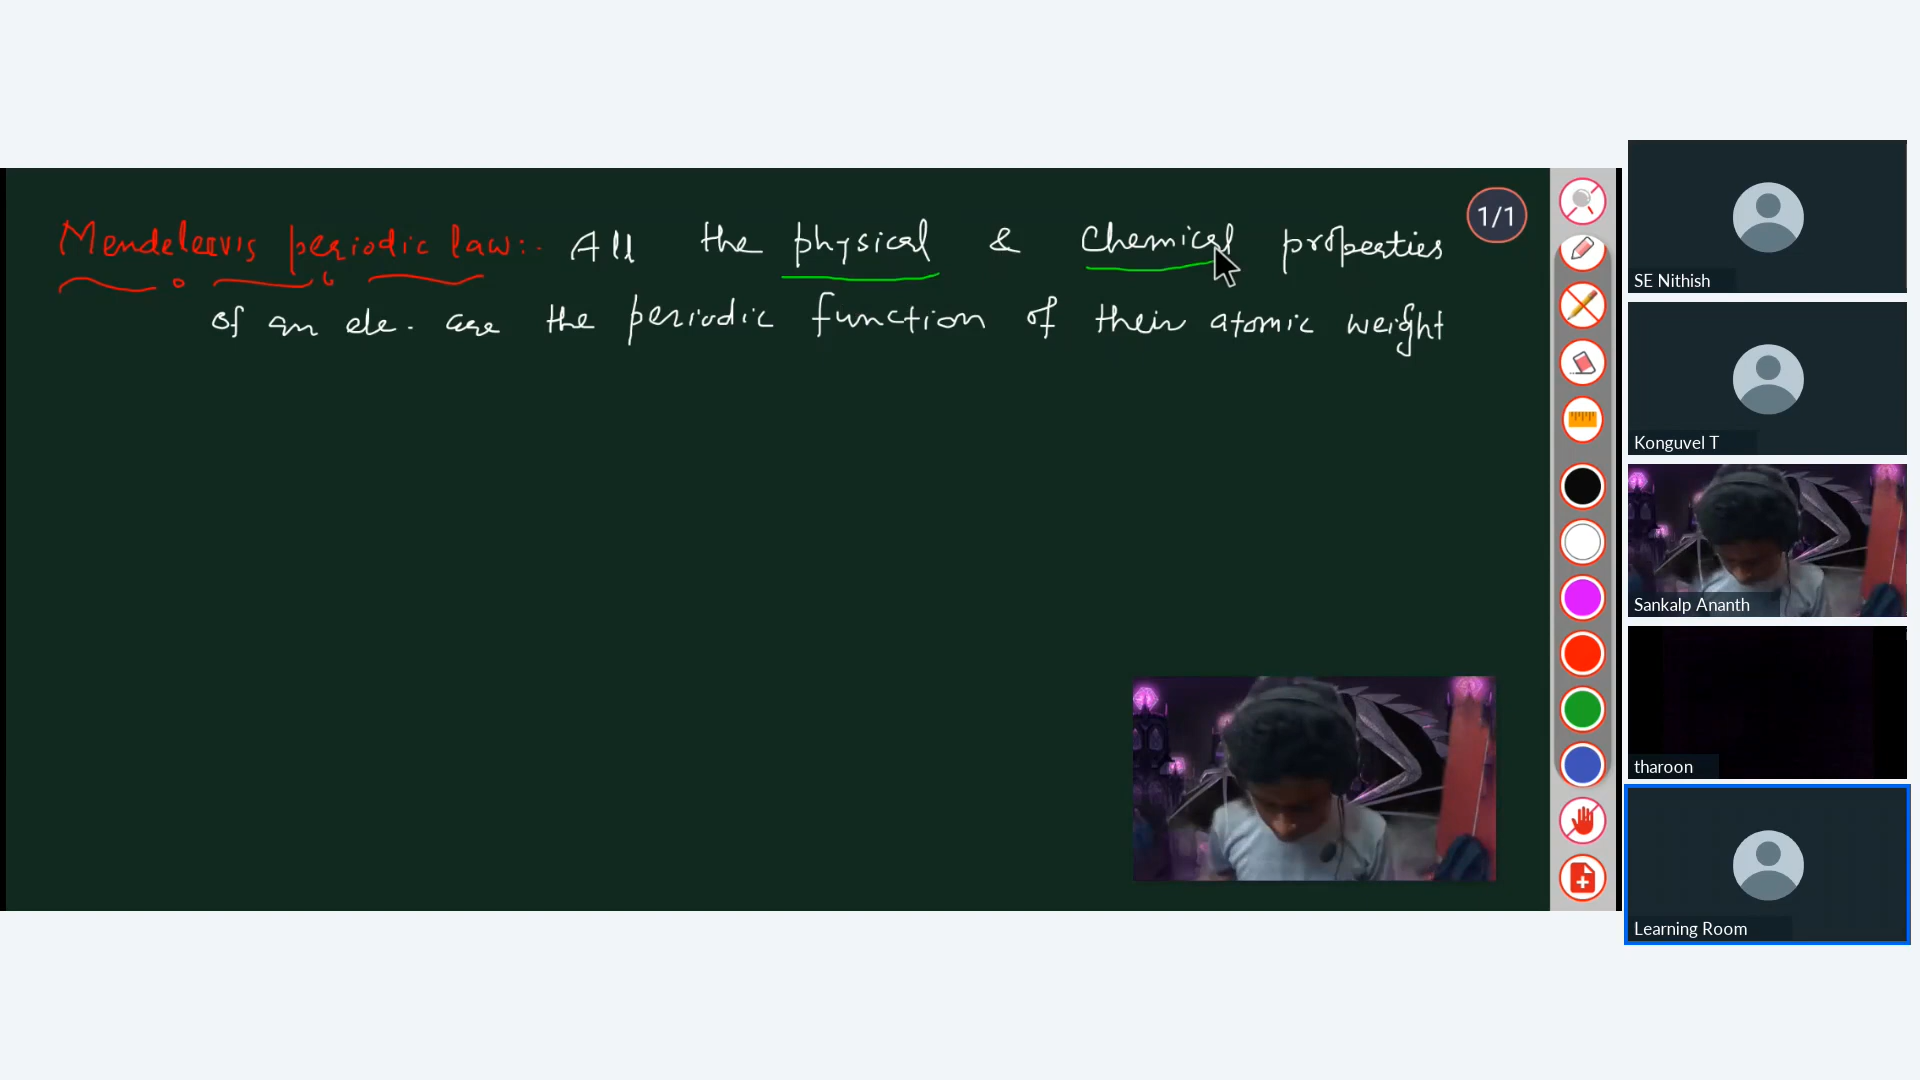 Mendeleevis periodic law:- All the physical & Chemical properties
of an ele. are the periodic function of their atomic weight
1/1
SE Nithish
Konguvel T
Sankalp Ananth
tharoon
Learning Room